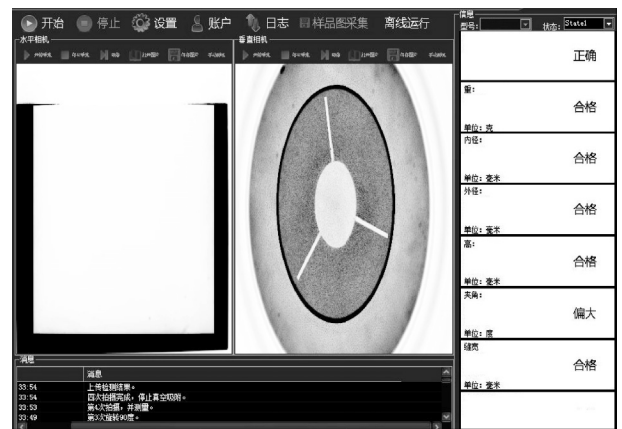 开始 停止 设置 账户 日志 样品图采集 离线运行
水平相机
垂直相机
信息
型号: 状态: State1
正确
重:
合格
单位: 克
内径:
合格
单位: 毫米
外径:
合格
单位: 毫米
高:
合格
单位: 毫米
夹角:
偏大
单位: 度
缝宽
合格
单位: 毫米
消息
消息
33:54 上传检测结果。
33:54 四次拍摄完成，停止真空吸附。
33:53 第4次拍摄，并测量。
33:49 第3次旋转90度。